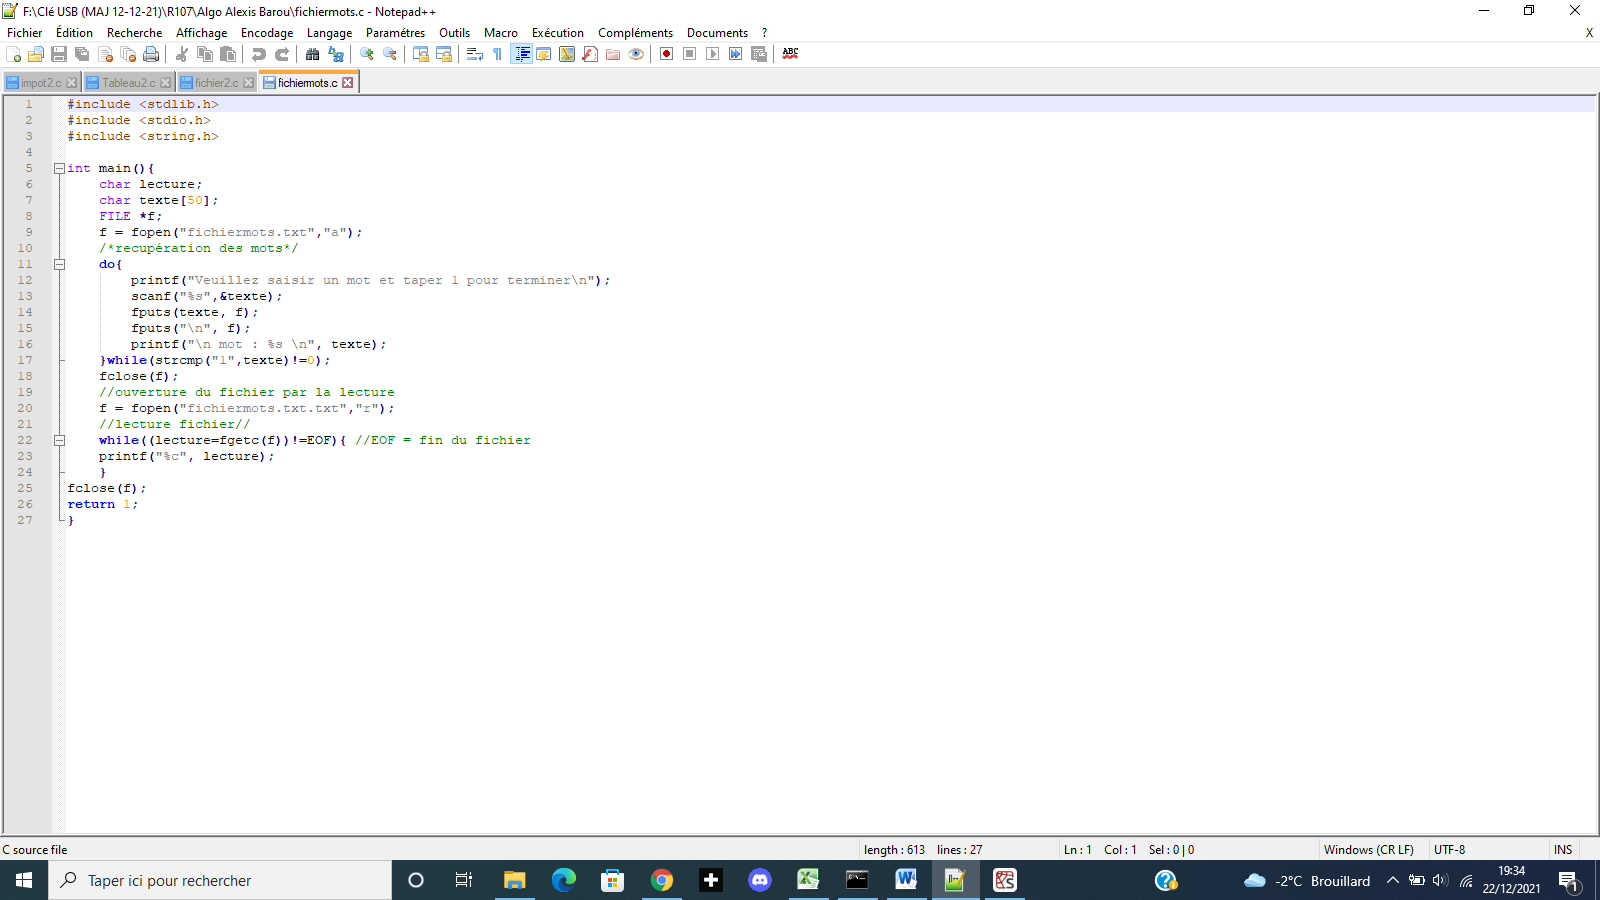 F:\Clé USB (MAJ 12-12-21)\R107\Algo Alexis Barou\fichiermots.c - Notepad++
Fichier Édition Recherche Affichage Encodage Langage Paramètres Outils Macro Exécution Compléments Documents ? X
impot2.c Tableau2.c fichier2.c fichiermots.c
1 #include <stdlib.h>
2 #include <stdio.h>
3 #include <string.h>
4
5 int main(){
6 char lecture;
7 char texte[50];
8 FILE *f;
9 f = fopen("fichiermots.txt","a");
10 /*recupération des mots*/
11 do{
12 printf("Veuillez saisir un mot et taper 1 pour terminer\n");
13 scanf("%s",&texte);
14 fputs(texte, f);
15 fputs("\n", f);
16 printf("\n mot : %s \n", texte);
17 }while(strcmp("1",texte)!=0);
18 fclose(f);
19 //ouverture du fichier par la lecture
20 f = fopen("fichiermots.txt.txt","r");
21 //lecture fichier//
22 while((lecture=fgetc(f))!=EOF){ //EOF = fin du fichier
23 printf("%c", lecture);
24 }
25 fclose(f);
26 return 1;
27 }
C source file length : 613 lines : 27 Ln : 1 Col : 1 Sel : 0 | 0 Windows (CR LF) UTF-8 INS
Taper ici pour rechercher -2°C Brouillard 19:34
22/12/2021 1